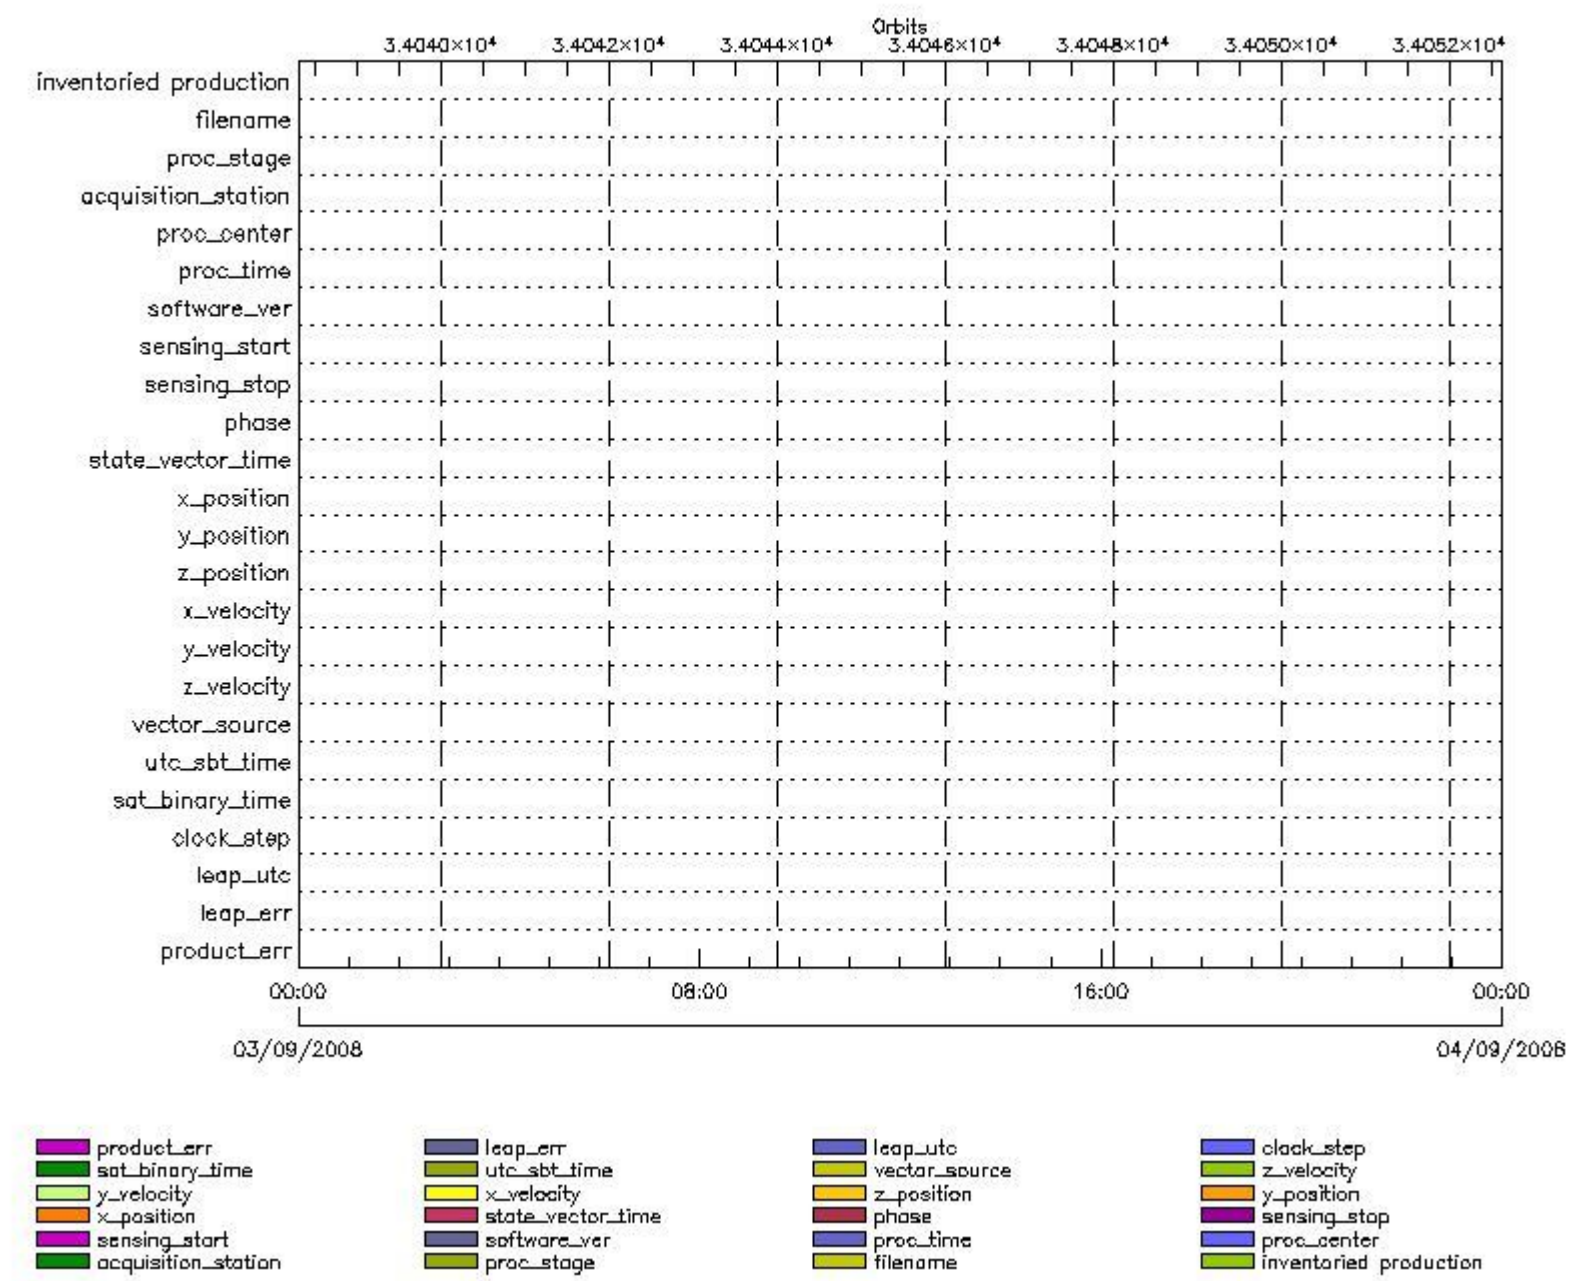 Orbits
3.4040×10⁴ 3.4042×10⁴ 3.4044×10⁴ 3.4046×10⁴ 3.4048×10⁴ 3.4050×10⁴ 3.4052×10⁴
inventoried production
filename
proc_stage
acquisition_station
proc_center
proc_time
software_ver
sensing_start
sensing_stop
phase
state_vector_time
x_position
y_position
z_position
x_velocity
y_velocity
z_velocity
vector_source
utc_sbt_time
sat_binary_time
clock_step
leap_utc
leap_err
product_err
00:00 08:00 16:00 00:00
03/09/2008 04/09/2008
product_err leap_err leap_utc clock_step
sat_binary_time utc_sbt_time vector_source z_velocity
y_velocity x_velocity z_position y_position
x_position state_vector_time phase sensing_stop
sensing_start software_ver proc_time proc_center
acquisition_station proc_stage filename inventoried production